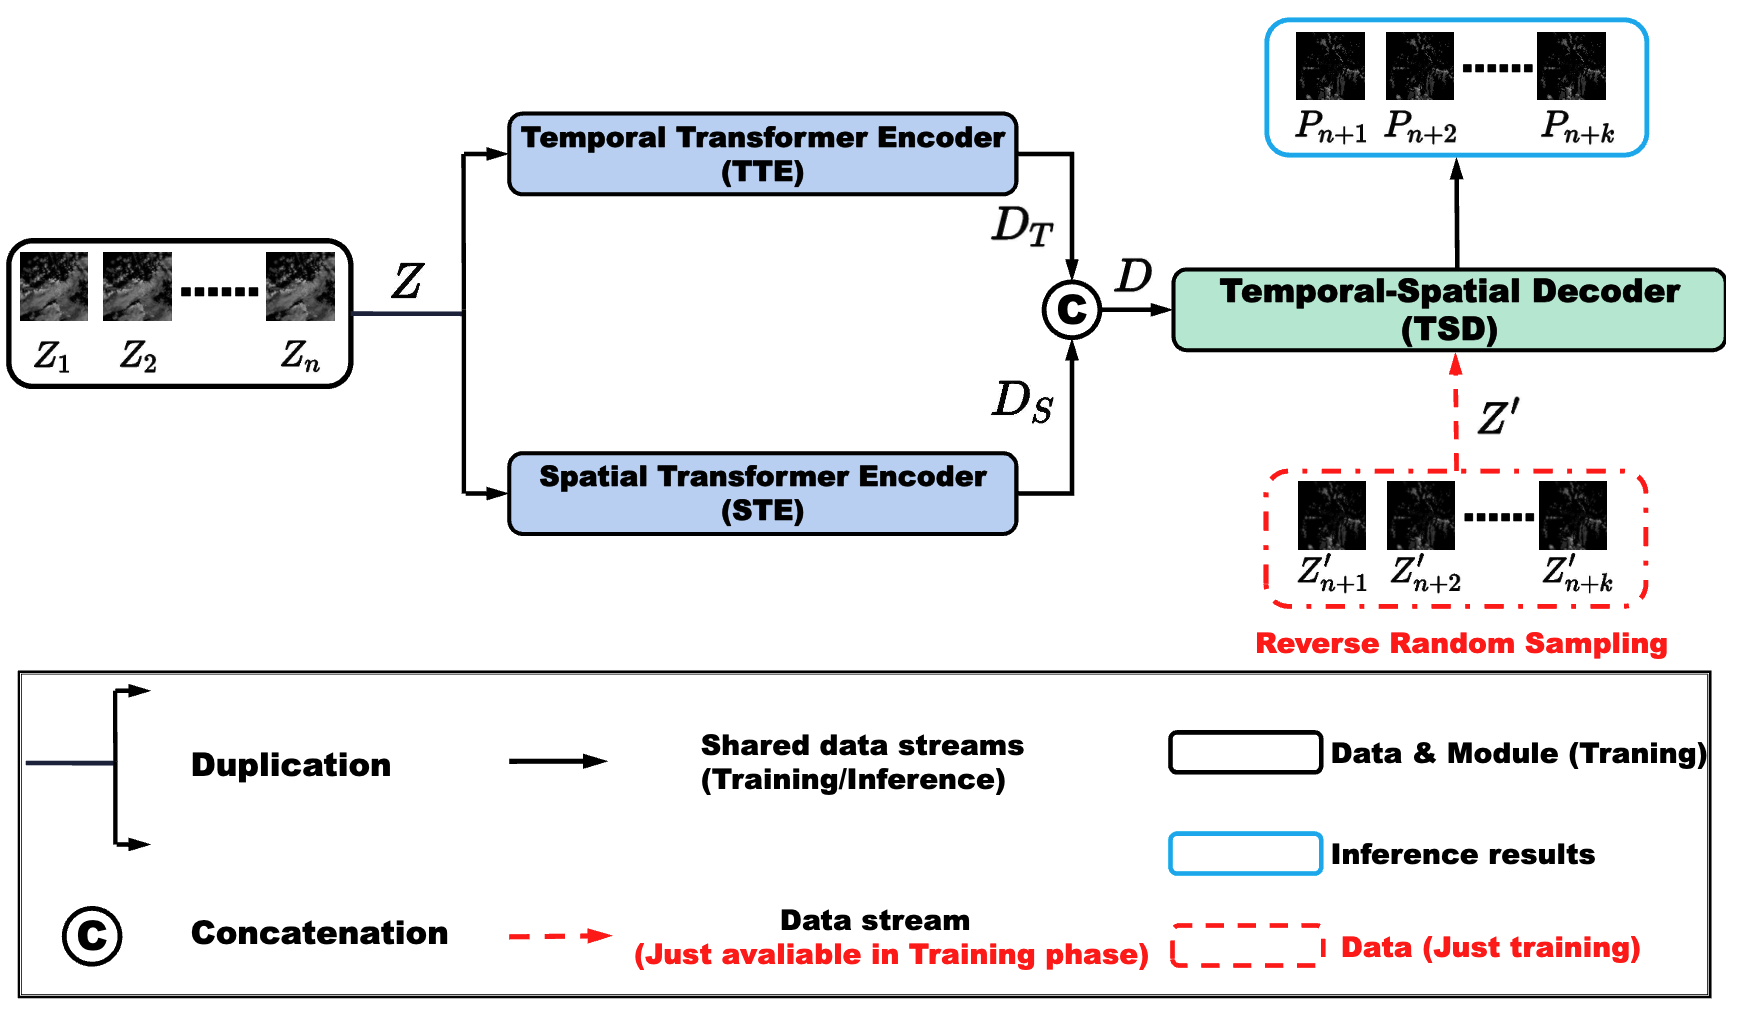 P_{n+1} P_{n+2} P_{n+k}
Temporal Transformer Encoder
(TTE)
D_T
Z_1 Z_2 Z_n
Z
C
D
Temporal-Spatial Decoder
(TSD)
D_S
Z'
Spatial Transformer Encoder
(STE)
Z'_{n+1} Z'_{n+2} Z'_{n+k}
Reverse Random Sampling
Duplication
Shared data streams
(Training/Inference)
Data & Module (Traning)
Inference results
C
Concatenation
Data stream
(Just avaliable in Training phase)
Data (Just training)